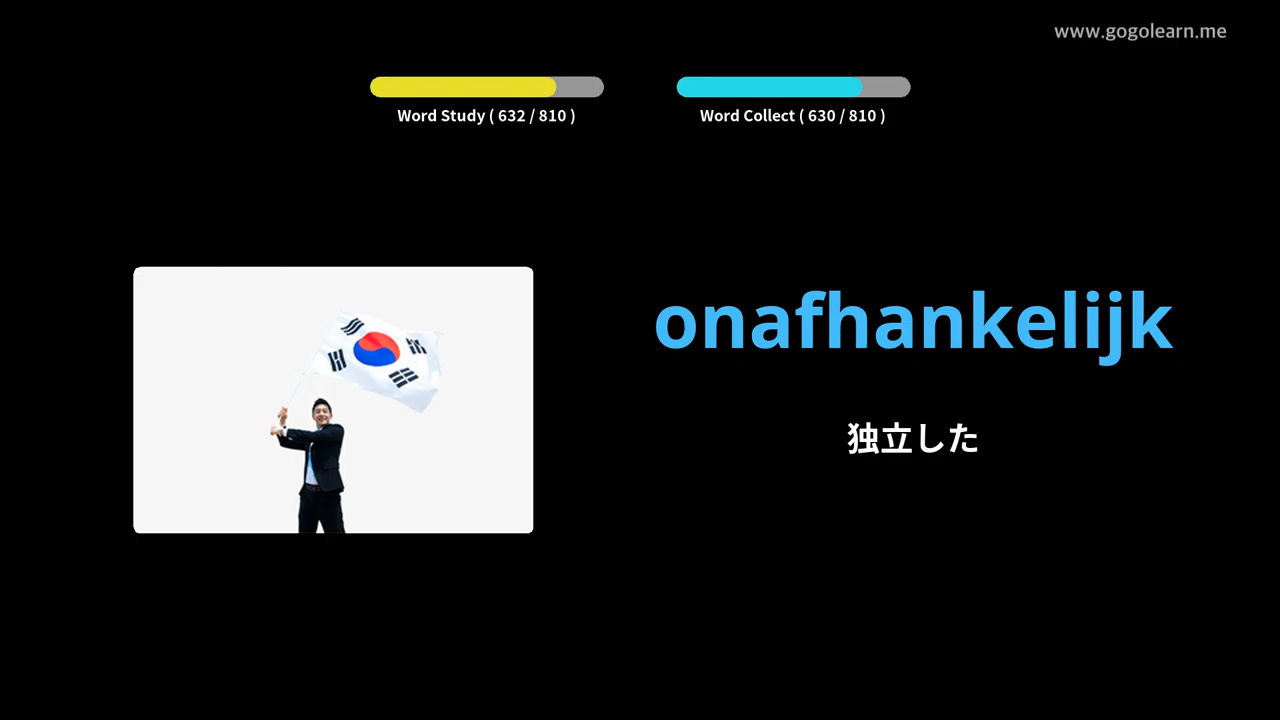 www.gogolearn.me
Word Study ( 632 / 810 )
Word Collect ( 630 / 810 )
onafhankelijk
独立した